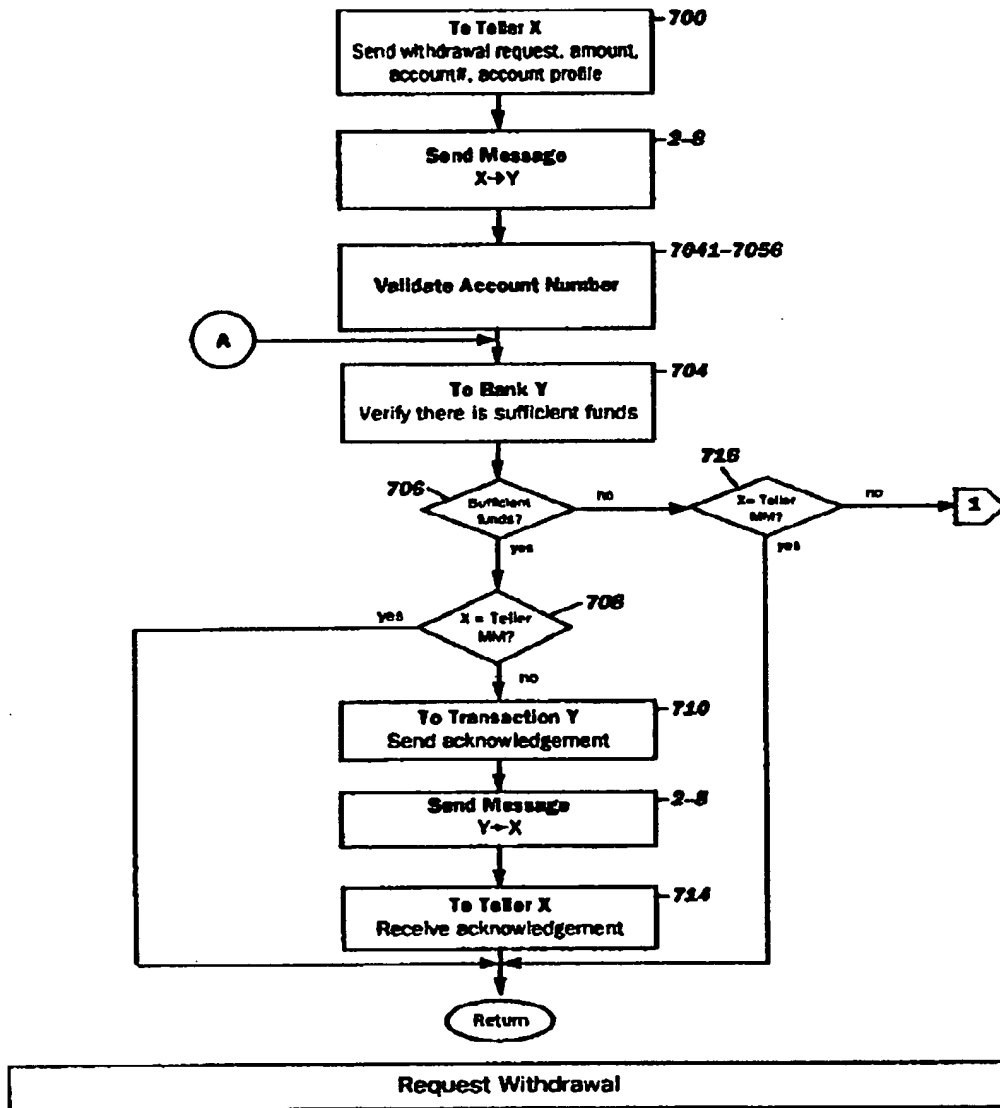 To Teller X
Send withdrawal request, amount,
account#, account profile
700
Send Message
X→Y
2-8
Validate Account Number
7041-7056
A
To Bank Y
Verify there is sufficient funds
704
706
Sufficient
funds?
no
716
X= Teller
MM?
no
1
yes
yes
yes
X = Teller
MM?
708
no
To Transaction Y
Send acknowledgement
710
Send Message
Y→X
2-8
To Teller X
Receive acknowledgement
714
Return
Request Withdrawal